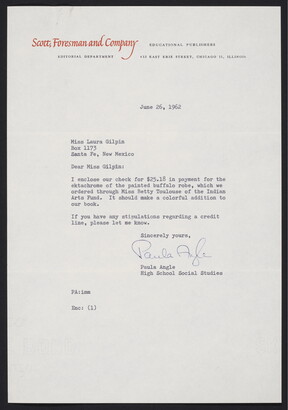 Scott, Foresman and Company EDUCATIONAL PUBLISHERS
EDITORIAL DEPARTMENT 433 EAST ERIE STREET, CHICAGO 11, ILLINOIS
June 26, 1962
Miss Laura Gilpin
Box 1173
Santa Fe, New Mexico
Dear Miss Gilpin:
I enclose our check for $23.18 in payment for the
ektachrome of the painted buffalo robe, which we
ordered through Miss Betty Toulouse of the Indian
Arts Fund. It should make a colorful addition to
our book.
If you have any stipulations regarding a credit
line, please let me know.
Sincerely yours,
Paula Angle
Paula Angle
High School Social Studies
PA:imm
Enc: (1)